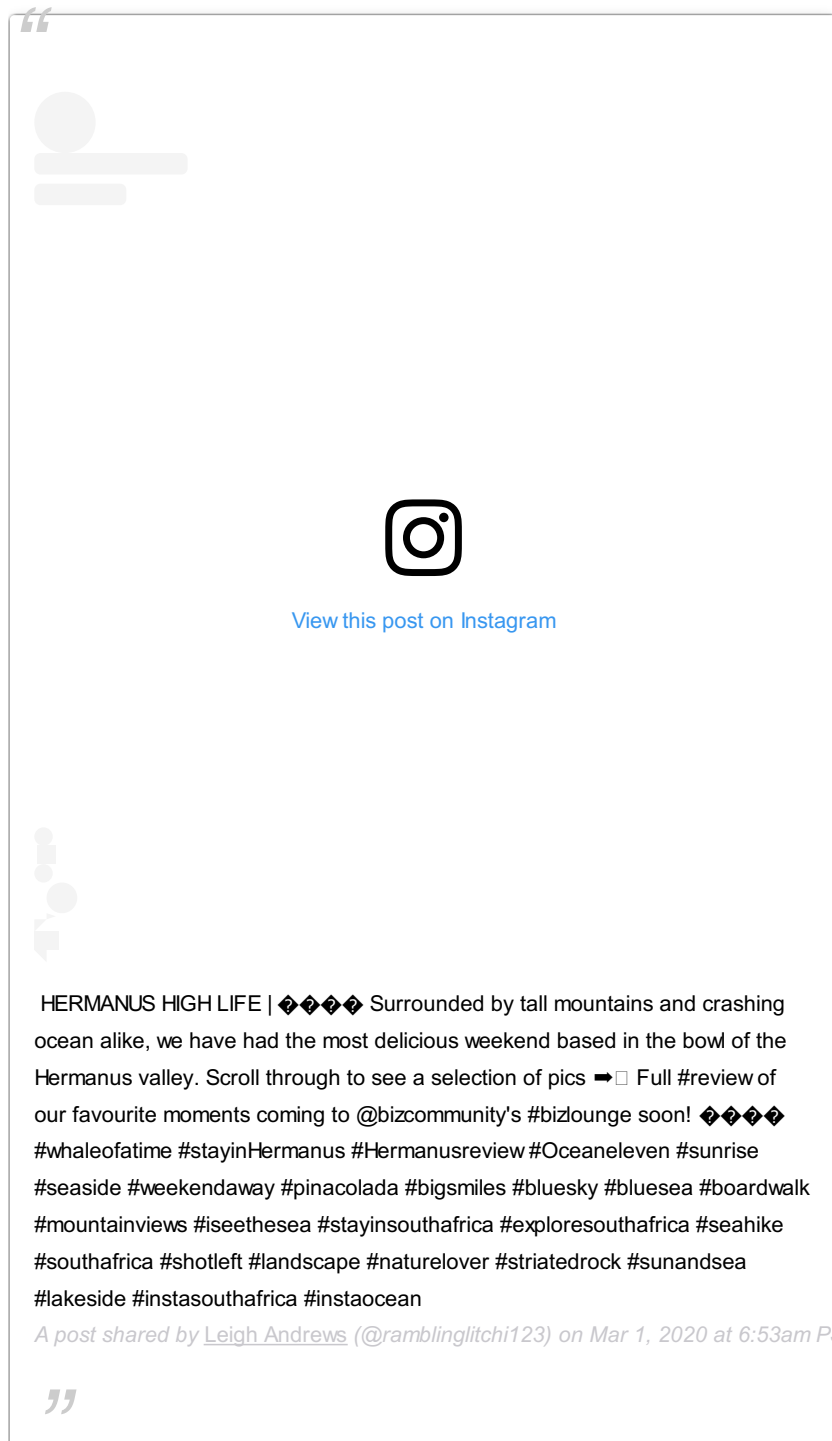 “
View this post on Instagram
HERMANUS HIGH LIFE | ���� Surrounded by tall mountains and crashing
ocean alike, we have had the most delicious weekend based in the bowl of the
Hermanus valley. Scroll through to see a selection of pics ➡□ Full #review of
our favourite moments coming to @bizcommunity's #bizlounge soon! ����
#whaleofatime #stayinHermanus #Hermanusreview #Oceaneleven #sunrise
#seaside #weekendaway #pinacolada #bigsmiles #bluesky #bluesea #boardwalk
#mountainviews #iseethesea #stayinsouthafrica #exploresouthafrica #seahike
#southafrica #shotleft #landscape #naturelover #striatedrock #sunandsea
#lakeside #instasouthafrica #instaocean
A post shared by Leigh Andrews (@ramblinglitchi123) on Mar 1, 2020 at 6:53am
”